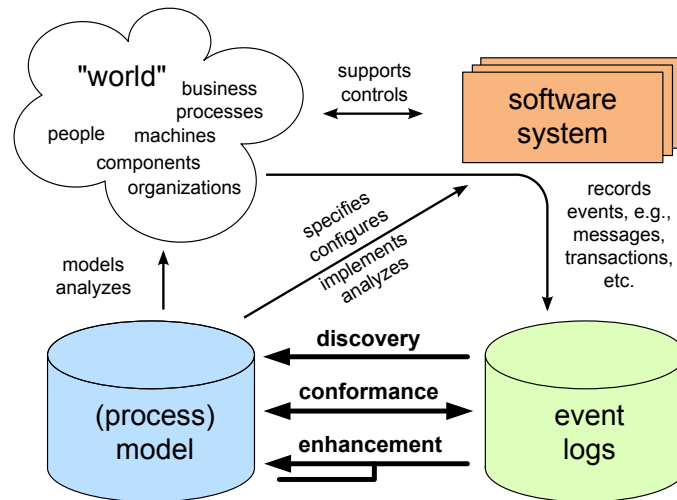 "world"
business
processes
people
machines
components
organizations
supports
controls
software
system
records
events, e.g.,
messages,
transactions,
etc.
specifies
configures
implements
analyzes
models
analyzes
discovery
conformance
enhancement
(process)
model
event
logs